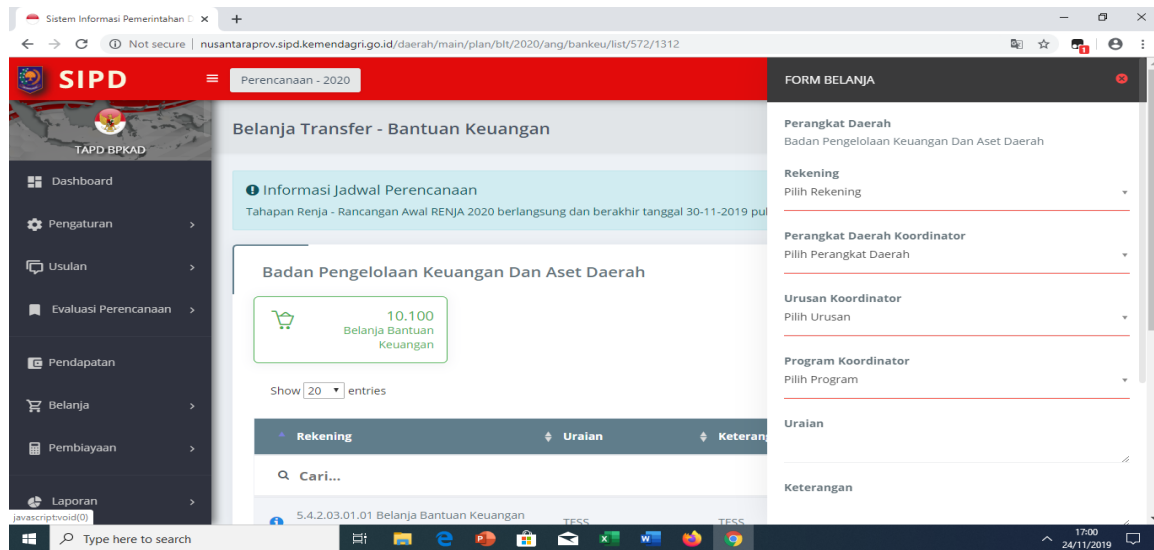 Sistem Informasi Pemerintahan D
Not secure | nusantaraprov.sipd.kemendagri.go.id/daerah/main/plan/blt/2020/ang/bankeu/list/572/1312
SIPD
Perencanaan - 2020
TAPD BPKAD
Dashboard
Pengaturan
Usulan
Evaluasi Perencanaan
Pendapatan
Belanja
Pembiayaan
Laporan
javascript:void(0)
Belanja Transfer - Bantuan Keuangan
Informasi Jadwal Perencanaan
Tahapan Renja - Rancangan Awal RENJA 2020 berlangsung dan berakhir tanggal 30-11-2019 pu
Badan Pengelolaan Keuangan Dan Aset Daerah
10.100
Belanja Bantuan
Keuangan
Show 20 entries
Rekening Uraian Keteran
Cari...
5.4.2.03.01.01 Belanja Bantuan Keuangan TESS TESS
FORM BELANJA
Perangkat Daerah
Badan Pengelolaan Keuangan Dan Aset Daerah
Rekening
Pilih Rekening
Perangkat Daerah Koordinator
Pilih Perangkat Daerah
Urusan Koordinator
Pilih Urusan
Program Koordinator
Pilih Program
Uraian
Keterangan
Type here to search
17:00
24/11/2019